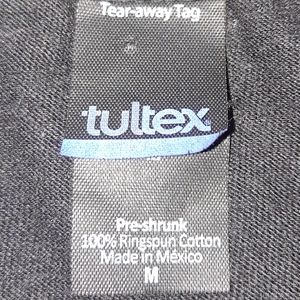 Tear-away Tag
tultex
Pre-shrunk
100% Ringspun Cotton
Made in México
M